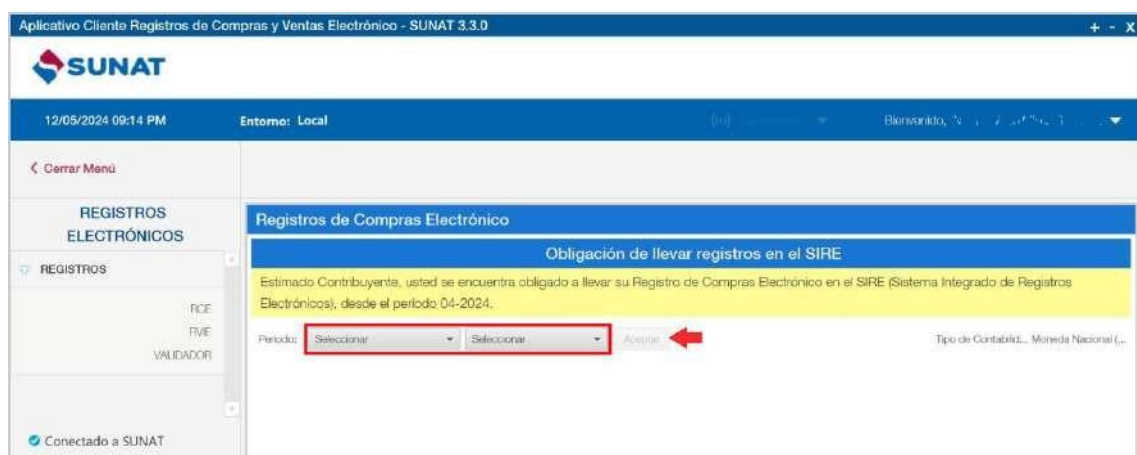 Aplicativo Cliente Registros de Compras y Ventas Electrónico - SUNAT 3.3.0
+ - X
SUNAT
12/05/2024 09:14 PM
Entorno: Local
Bienvenido,
Cerrar Menú
REGISTROS
ELECTRÓNICOS
REGISTROS
RCE
RVIE
VALIDADOR
Conectado a SUNAT
Registros de Compras Electrónico
Obligación de llevar registros en el SIRE
Estimado Contribuyente, usted se encuentra obligado a llevar su Registro de Compras Electrónico en el SIRE (Sistema Integrado de Registros
Electrónicos), desde el período 04-2024.
Periodo: Seleccionar Seleccionar Aceptar
Tipo de Contabilid... Moneda Nacional (...